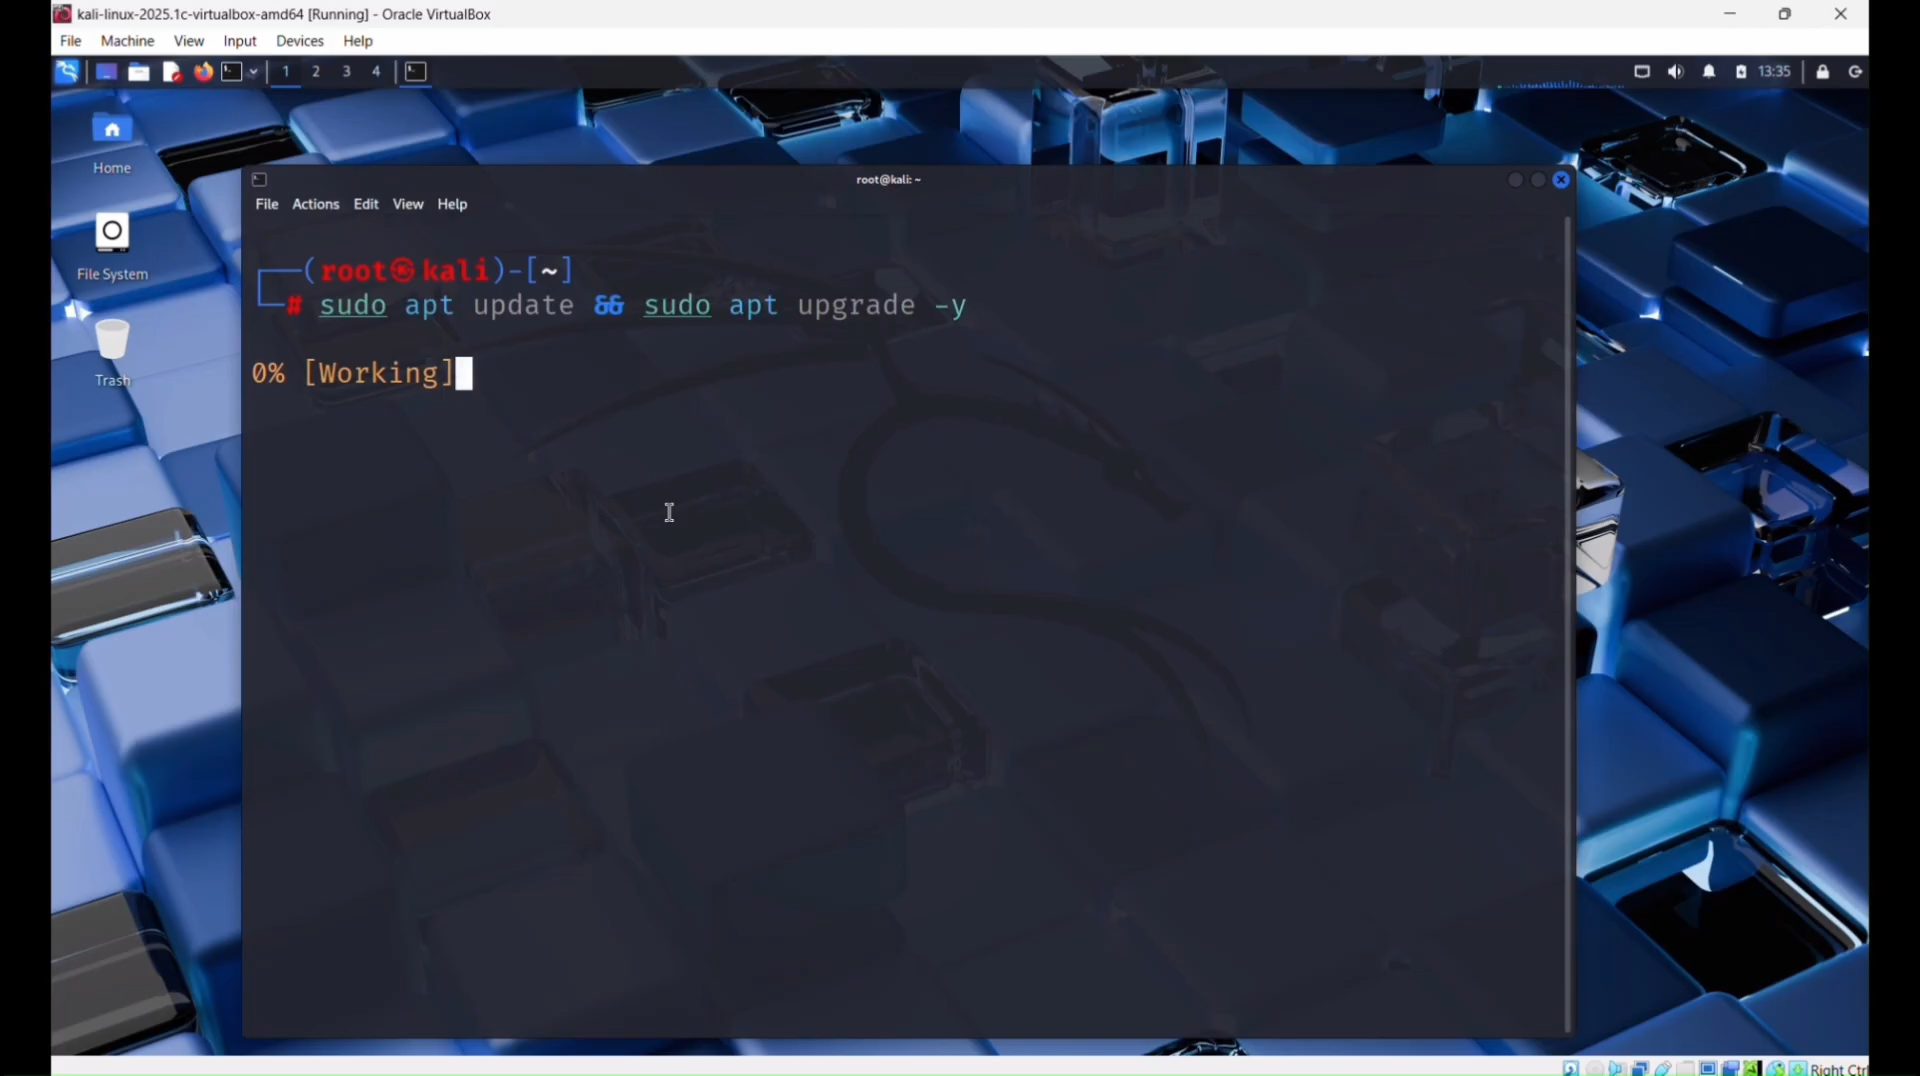 kali-linux-2025.1c-virtualbox-amd64 [Running] - Oracle VirtualBox
File Machine View Input Devices Help
1 2 3 4 13:35
Home
File System
Trash
root@kali: ~
File Actions Edit View Help
┌──(root㉿kali)-[~]
└─# sudo apt update && sudo apt upgrade -y
0% [Working]
Right Ctrl